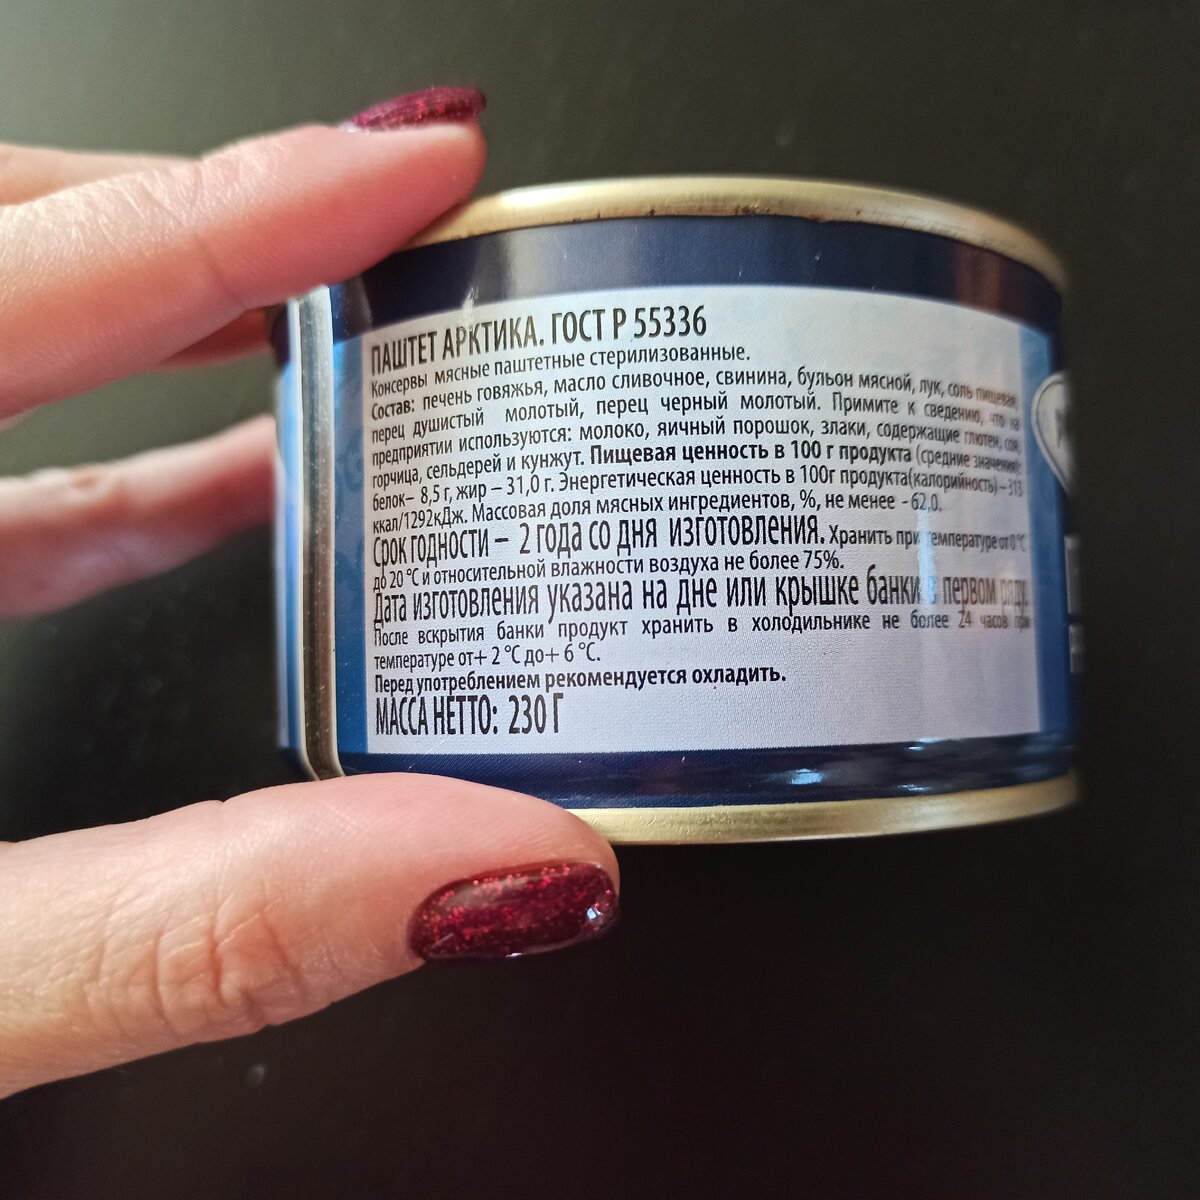 ПАШТЕТ АРКТИКА. ГОСТ Р 55336
Консервы мясные паштетные стерилизованные.
Состав: печень говяжья, масло сливочное, свинина, бульон мясной, лук, соль пищевая,
перец душистый молотый, перец черный молотый. Примите к сведению, что на
предприятии используются: молоко, яичный порошок, злаки, содержащие глютен, соя,
горчица, сельдерей и кунжут. Пищевая ценность в 100 г продукта (средние значения):
белок– 8,5 г, жир – 31,0 г. Энергетическая ценность в 100г продукта(калорийность) – 313
ккал/1292кДж. Массовая доля мясных ингредиентов, %, не менее - 62,0.
Срок годности – 2 года со дня изготовления. Хранить при температуре от 0 °С
до 20 °С и относительной влажности воздуха не более 75%.
Дата изготовления указана на дне или крышке банки в первом ряду.
После вскрытия банки продукт хранить в холодильнике не более 24 часов при
температуре от+ 2 °С до+ 6 °С.
Перед употреблением рекомендуется охладить.
МАССА НЕТТО: 230 Г